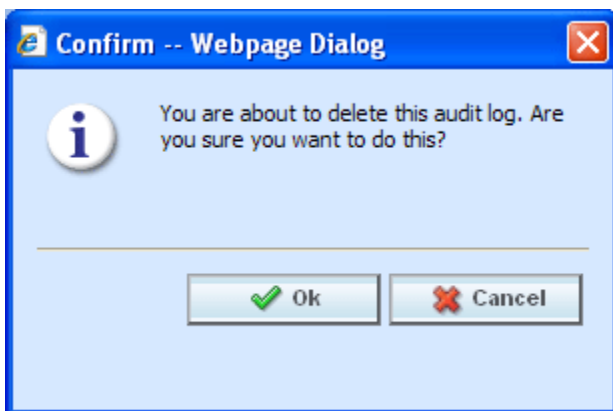 Confirm -- Webpage Dialog
You are about to delete this audit log. Are
you sure you want to do this?
Ok
Cancel